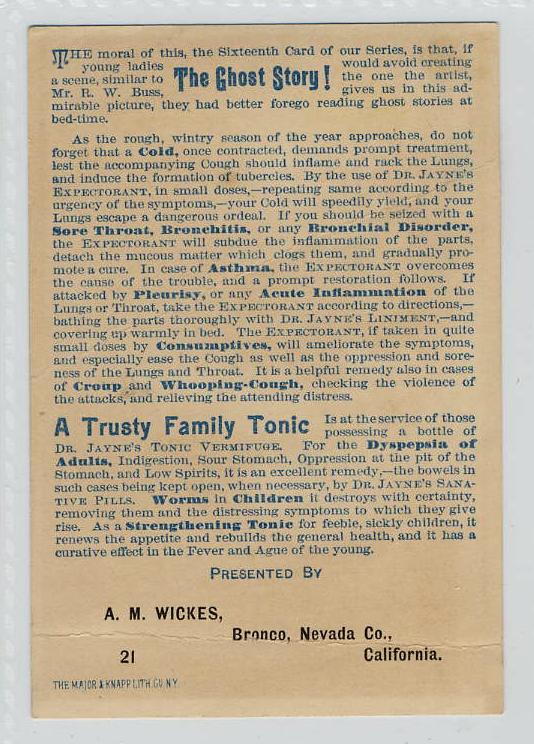 THE moral of this, the Sixteenth Card of our Series, is that, if
young ladies would avoid creating
a scene, similar to The Ghost Story! the one the artist,
Mr. R. W. Buss, gives us in this ad-
mirable picture, they had better forego reading ghost stories at
bed-time.
As the rough, wintry season of the year approaches, do not
forget that a Cold, once contracted, demands prompt treatment,
lest the accompanying Cough should inflame and rack the Lungs,
and induce the formation of tubercles. By the use of DR. JAYNE'S
EXPECTORANT, in small doses,—repeating same according to the
urgency of the symptoms,—your Cold will speedily yield, and your
Lungs escape a dangerous ordeal. If you should be seized with a
Sore Throat, Bronchitis, or any Bronchial Disorder,
the EXPECTORANT will subdue the inflammation of the parts,
detach the mucous matter which clogs them, and gradually pro-
mote a cure. In case of Asthma, the EXPECTORANT overcomes
the cause of the trouble, and a prompt restoration follows. If
attacked by Pleurisy, or any Acute Inflammation of the
Lungs or Throat, take the EXPECTORANT according to directions,—
bathing the parts thoroughly with DR. JAYNE'S LINIMENT,—and
covering up warmly in bed. The EXPECTORANT, if taken in quite
small doses by Consumptives, will ameliorate the symptoms,
and especially ease the Cough as well as the oppression and sore-
ness of the Lungs and Throat. It is a helpful remedy also in cases
of Croup and Whooping-Cough, checking the violence of
the attacks, and relieving the attending distress.
A Trusty Family Tonic Is at the service of those
possessing a bottle of
DR. JAYNE'S TONIC VERMIFUGE. For the Dyspepsia of
Adults, Indigestion, Sour Stomach, Oppression at the pit of the
Stomach, and Low Spirits, it is an excellent remedy,—the bowels in
such cases being kept open, when necessary, by DR. JAYNE'S SANA-
TIVE PILLS. Worms in Children it destroys with certainty,
removing them and the distressing symptoms to which they give
rise. As a Strengthening Tonic for feeble, sickly children, it
renews the appetite and rebuilds the general health, and it has a
curative effect in the Fever and Ague of the young.
PRESENTED BY
A. M. WICKES,
Bronco, Nevada Co.,
21 California.
THE MAJOR & KNAPP LITH. CO. N.Y.